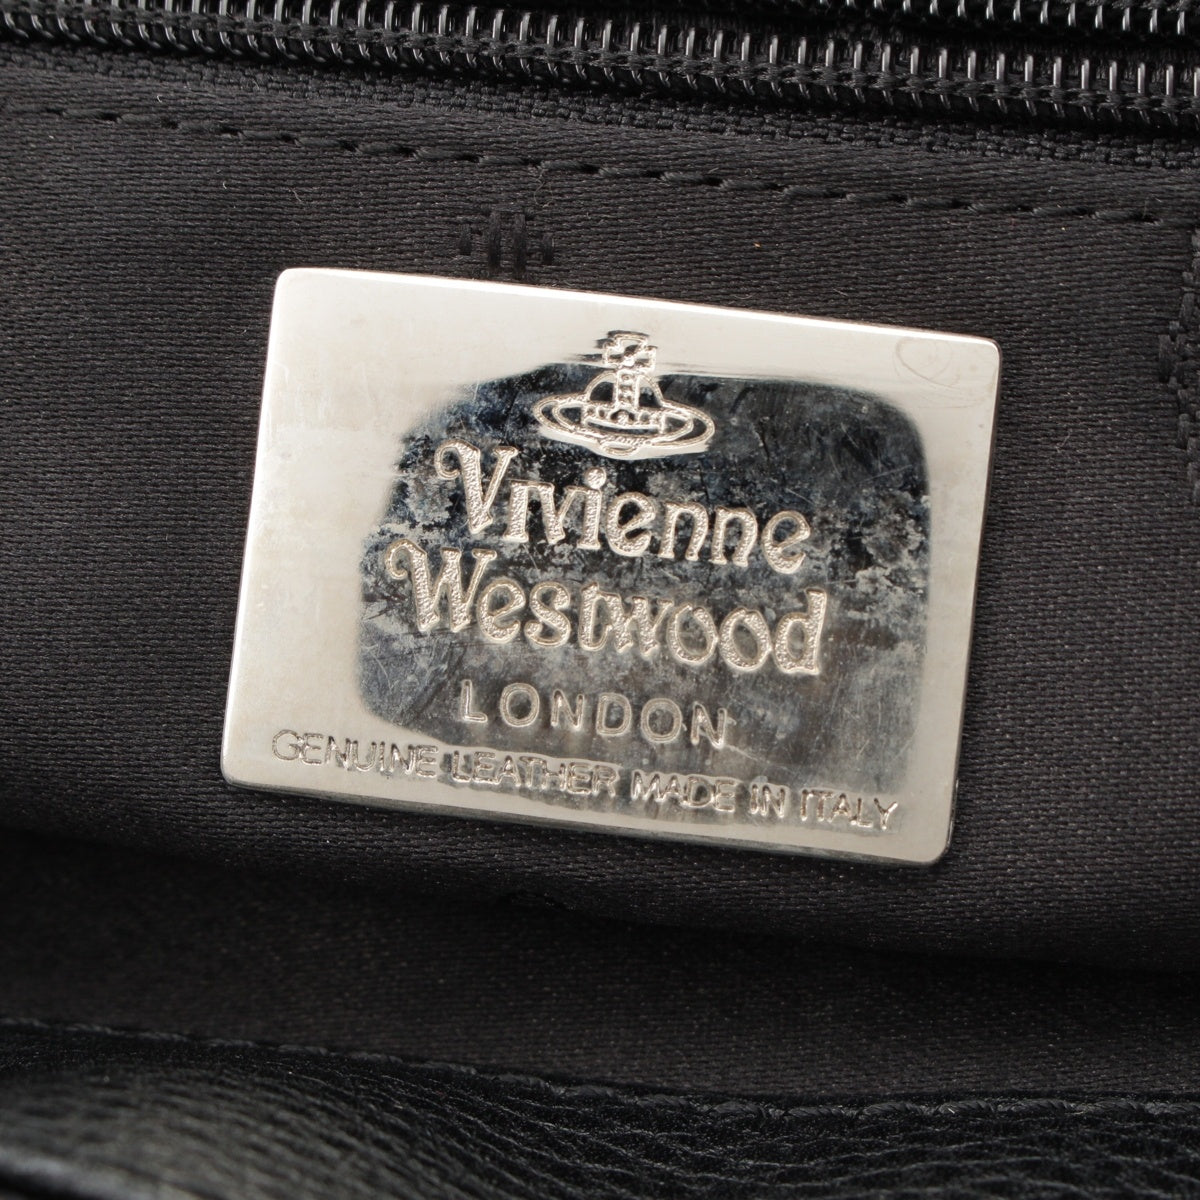 Vivienne
Westwood
LONDON
GENUINE LEATHER MADE IN ITALY